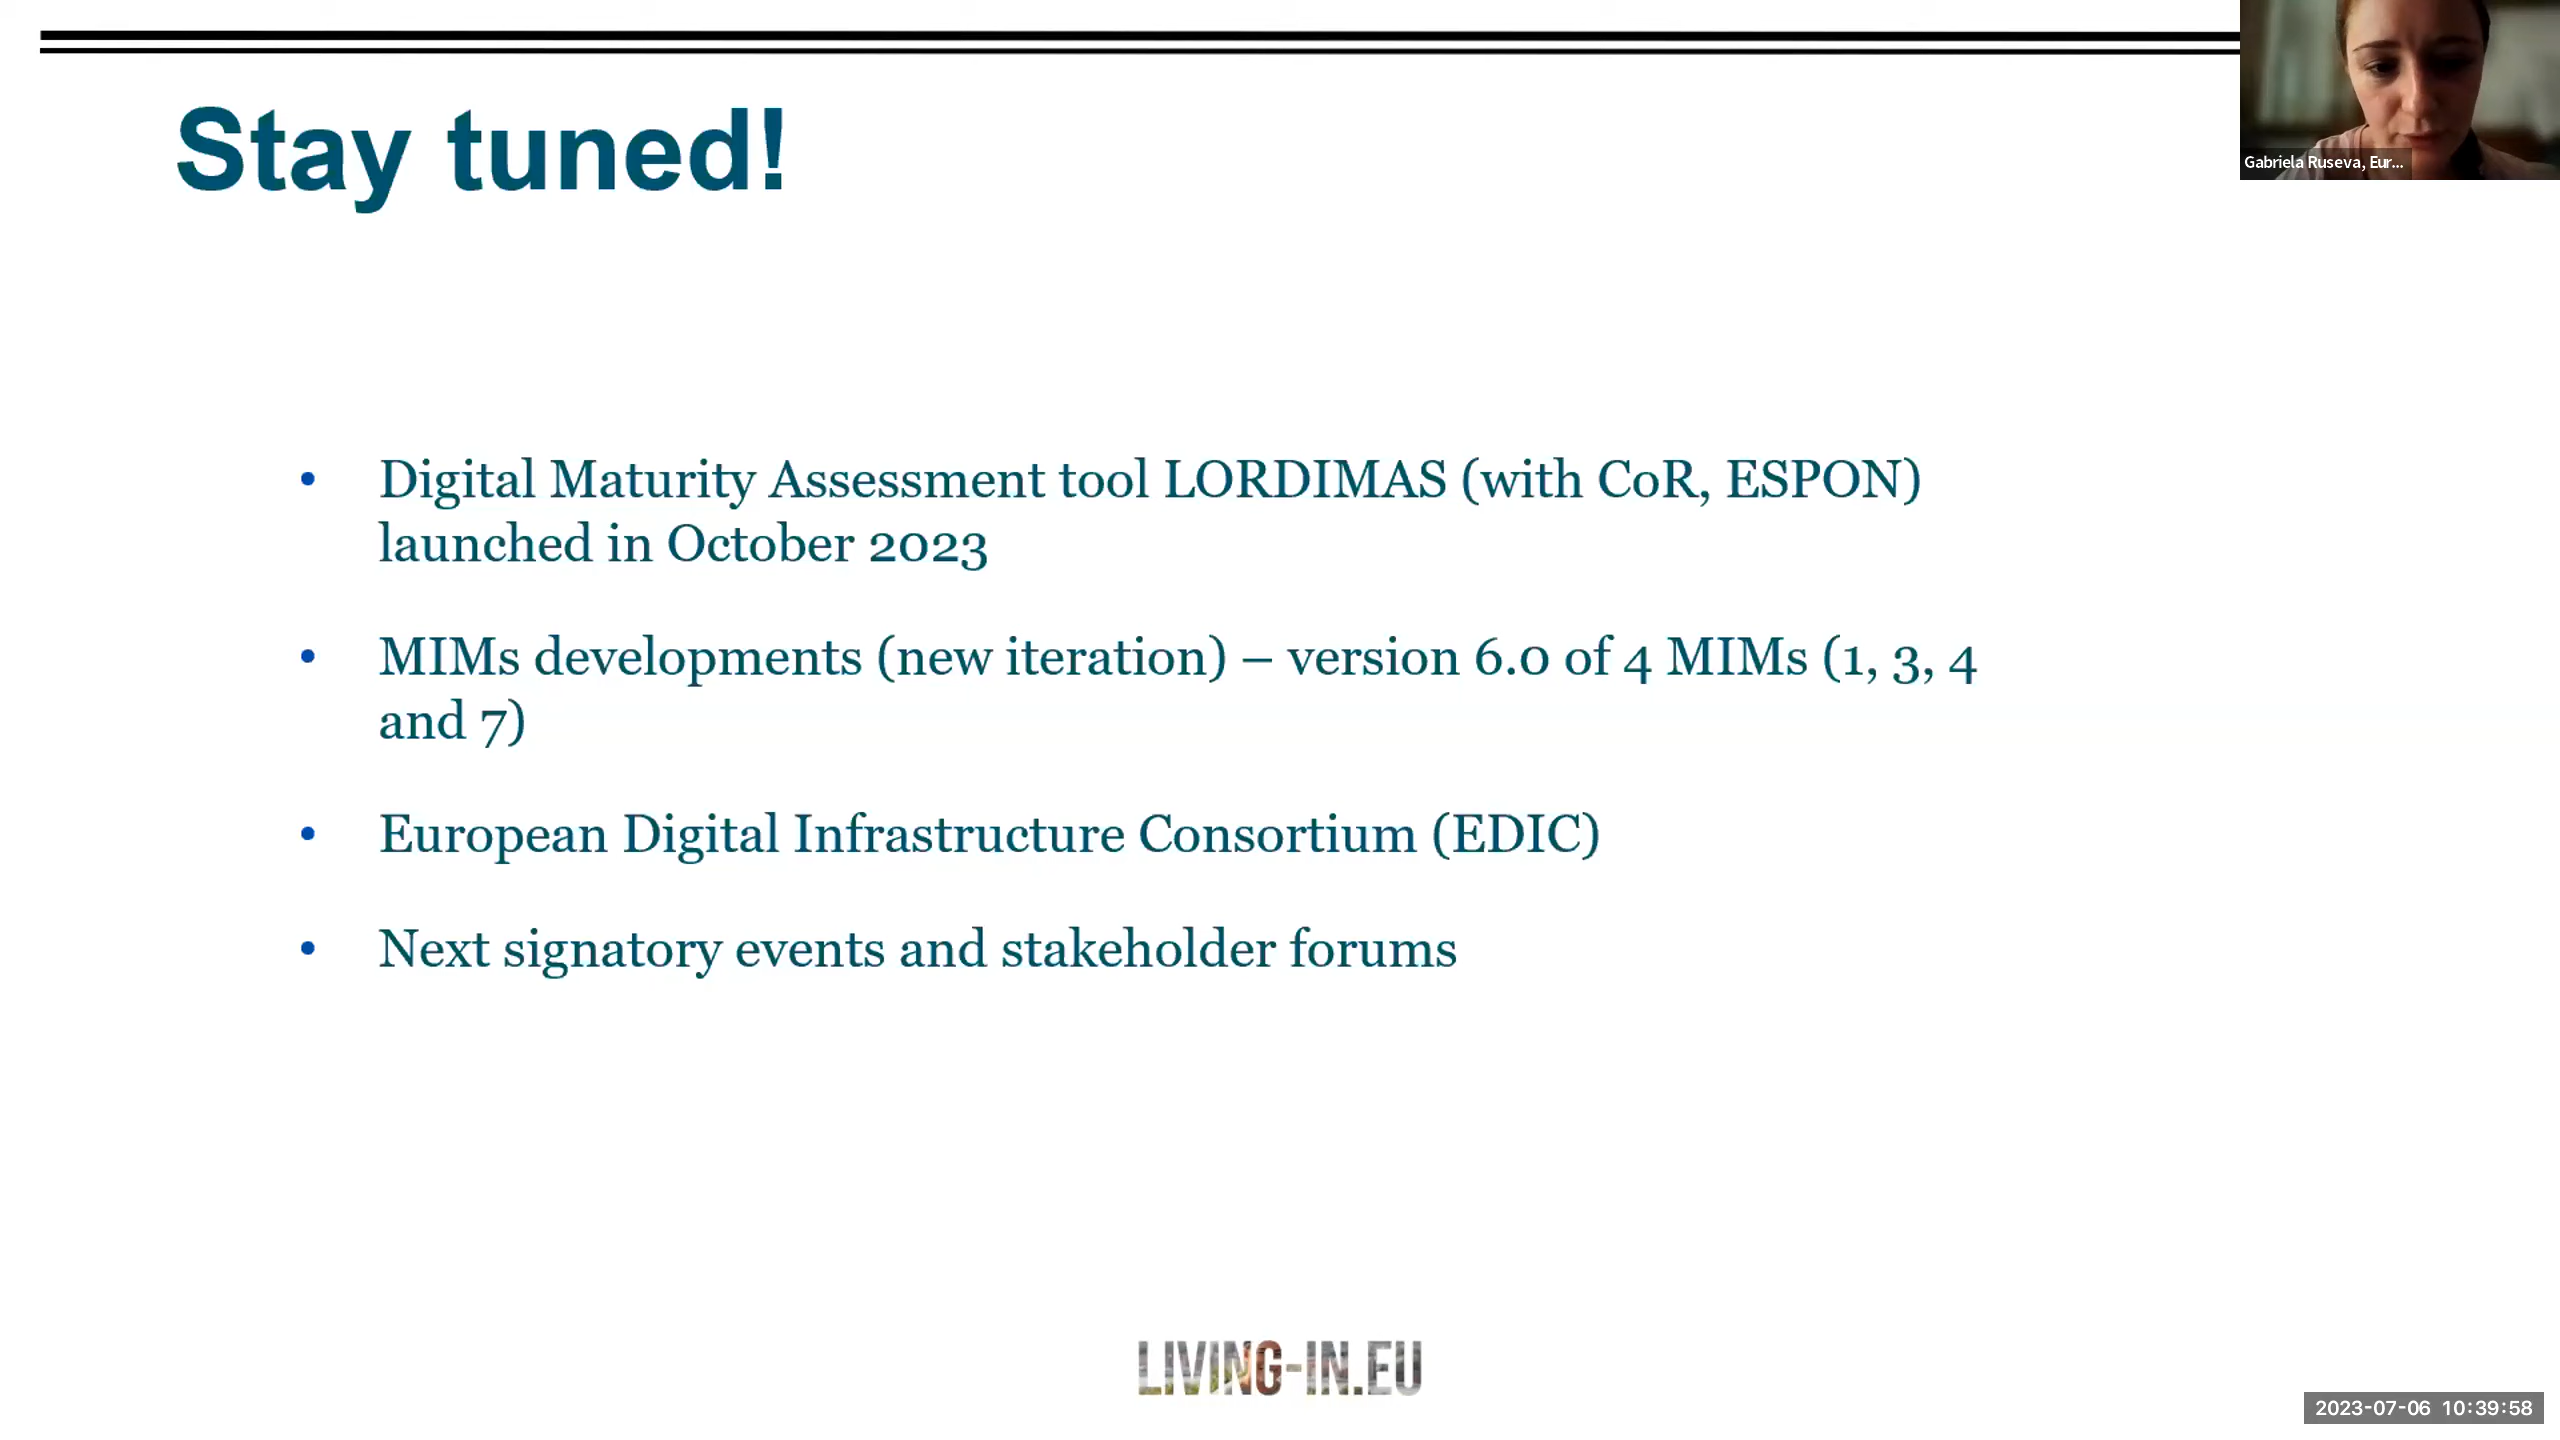 Stay tuned!
Gabriela Ruseva, Eur...
• Digital Maturity Assessment tool LORDIMAS (with CoR, ESPON)
launched in October 2023
• MIMs developments (new iteration) – version 6.0 of 4 MIMs (1, 3, 4
and 7)
• European Digital Infrastructure Consortium (EDIC)
• Next signatory events and stakeholder forums
LIVING-IN.EU
2023-07-06 10:39:58